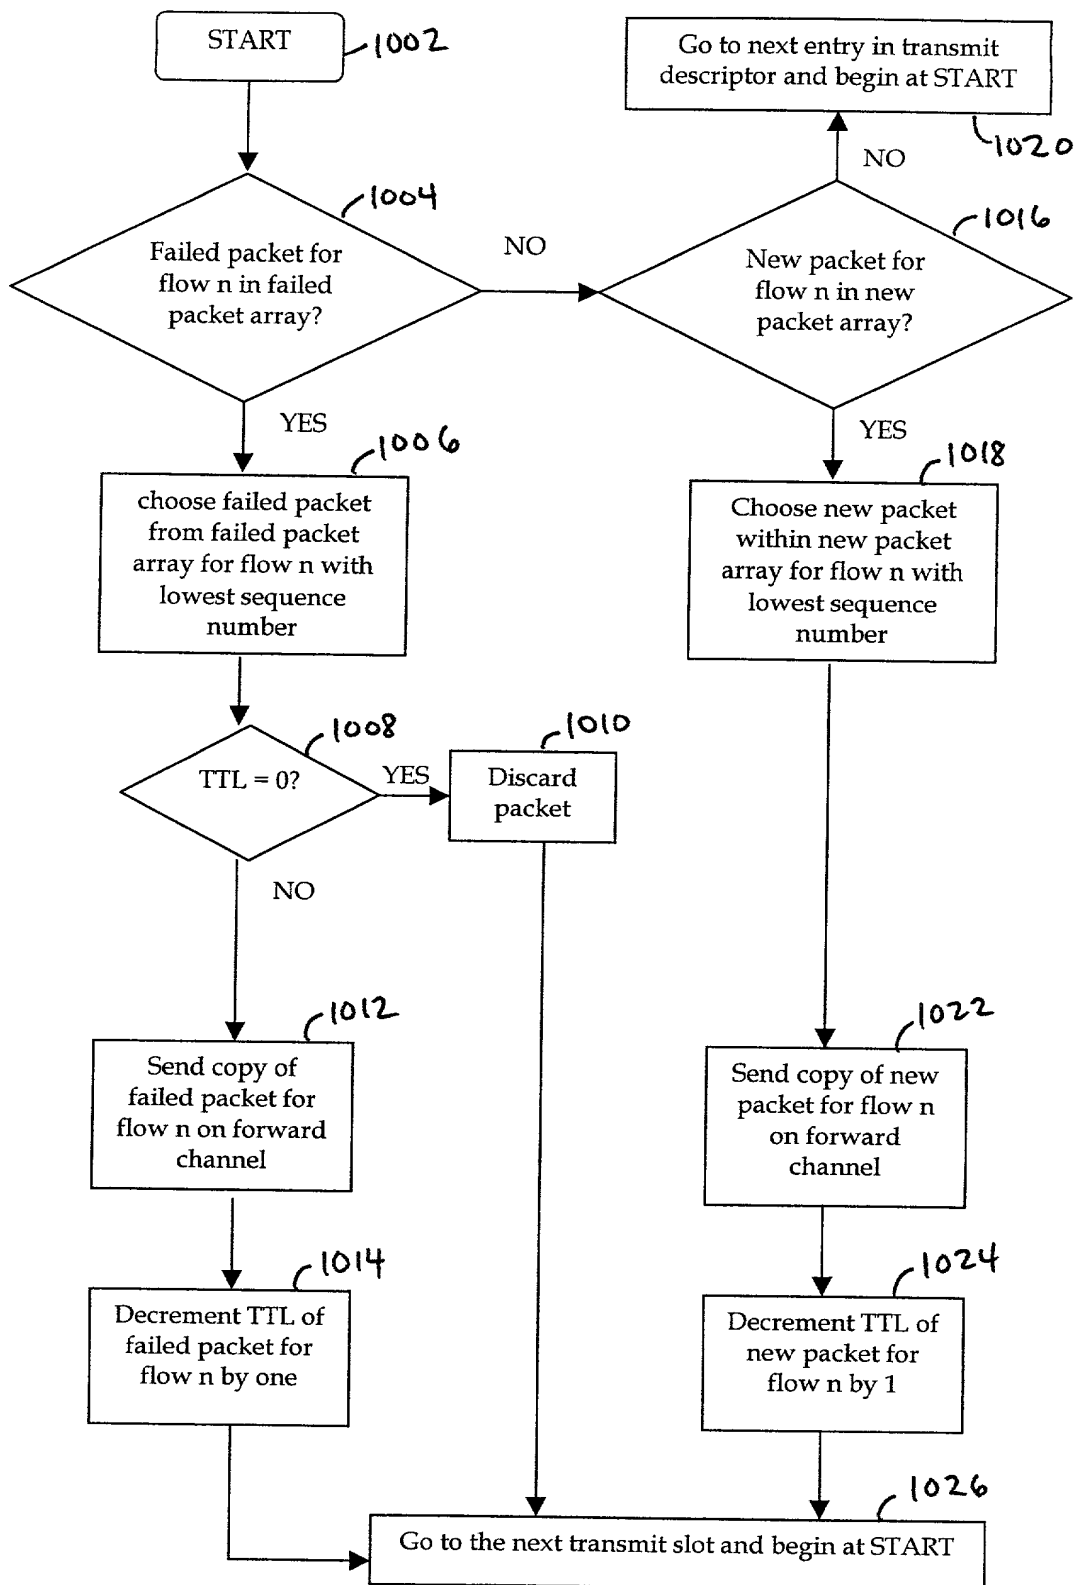 START
1002
Go to next entry in transmit
descriptor and begin at START
1020
NO
1004
1016
Failed packet for
flow n in failed
packet array?
NO
New packet for
flow n in new
packet array?
YES
1006
YES
1018
choose failed packet
from failed packet
array for flow n with
lowest sequence
number
Choose new packet
within new packet
array for flow n with
lowest sequence
number
1008
1010
TTL = 0?
YES
Discard
packet
NO
1012
1022
Send copy of
failed packet for
flow n on forward
channel
Send copy of new
packet for flow n
on forward
channel
1014
1024
Decrement TTL of
failed packet for
flow n by one
Decrement TTL of
new packet for
flow n by 1
1026
Go to the next transmit slot and begin at START